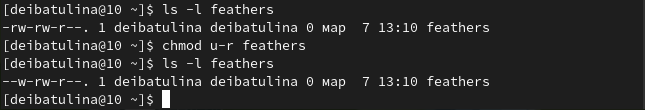 [deibatulina@10 ~]$ ls -l feathers
-rw-rw-r--. 1 deibatulina deibatulina 0 мар  7 13:10 feathers
[deibatulina@10 ~]$ chmod u-r feathers
[deibatulina@10 ~]$ ls -l feathers
--w-rw-r--. 1 deibatulina deibatulina 0 мар  7 13:10 feathers
[deibatulina@10 ~]$